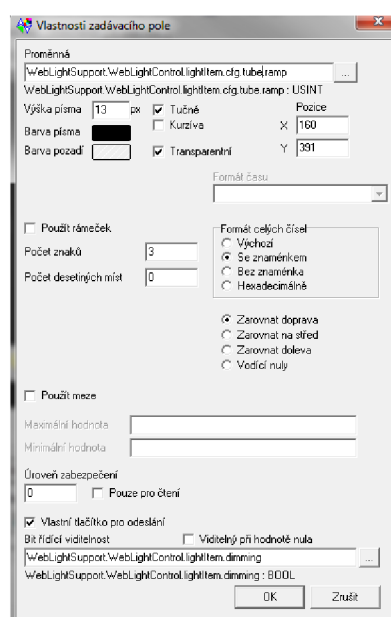 Vlastnosti zadávacího pole
Proměnná
WebLightSupport.WebLightControl.lightItem.cfg.tube.ramp
...
WebLightSupport.WebLightControl.lightItem.cfg.tube.ramp : USINT
Výška písma 13 px Tučné Pozice
Kurzíva X 160
Barva písma
Barva pozadí Transparentní Y 391
Formát času
Použít rámeček Formát celých čísel
Výchozí
Počet znaků 3 Se znaménkem
Bez znaménka
Počet desetiných míst 0 Hexadecimálně
Zarovnat doprava
Zarovnat na střed
Zarovnat doleva
Vodící nuly
Použít meze
Maximální hodnota
Minimální hodnota
Úroveň zabezpečení
0 Pouze pro čtení
Vlastní tlačítko pro odeslání
Bit řídící viditelnost Viditelný při hodnotě nula
WebLightSupport.WebLightControl.lightItem.dimming ...
WebLightSupport.WebLightControl.lightItem.dimming : BOOL
OK Zrušit